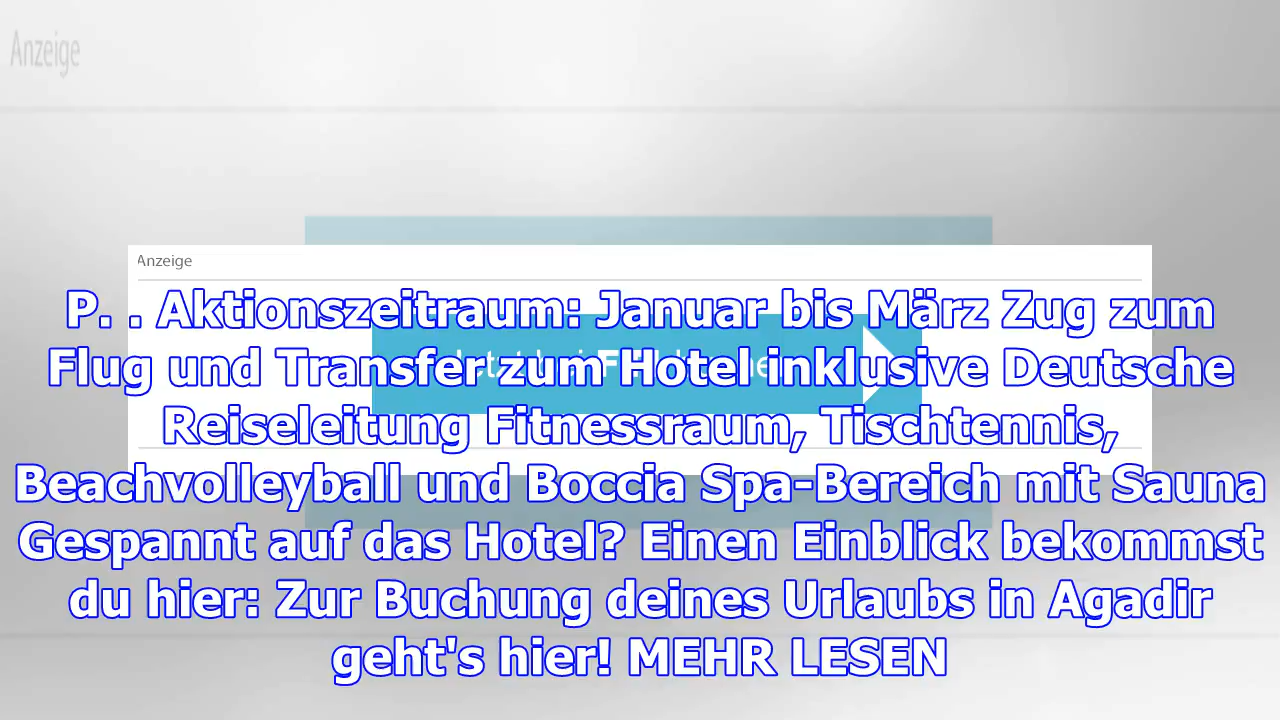 Anzeige
Anzeige
P. . Aktionszeitraum: Januar bis März Zug zum
Flug und Transfer zum Hotel inklusive Deutsche
Reiseleitung Fitnessraum, Tischtennis,
Beachvolleyball und Boccia Spa-Bereich mit Sauna
Gespannt auf das Hotel? Einen Einblick bekommst
du hier: Zur Buchung deines Urlaubs in Agadir
geht's hier! MEHR LESEN